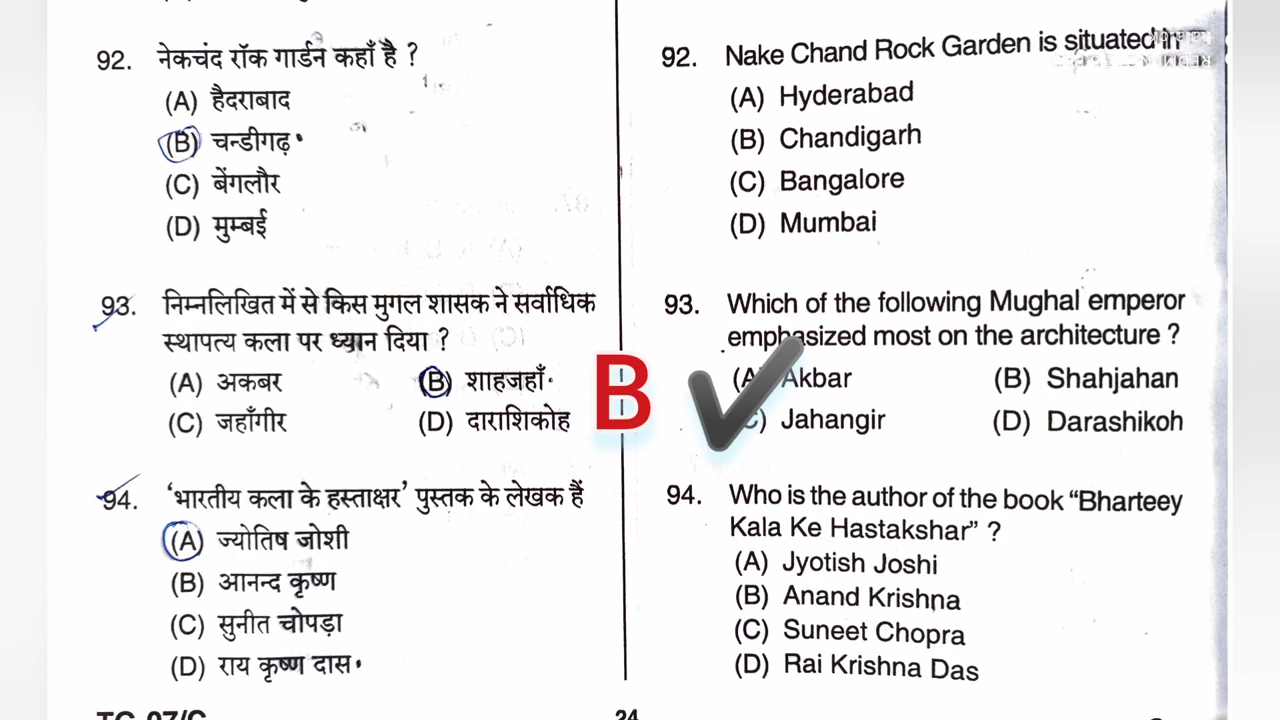 92. नेकचंद रॉक गार्डन कहाँ है ?
(A) हैदराबाद
(B) चन्डीगढ़
(C) बेंगलौर
(D) मुम्बई
93. निम्नलिखित में से किस मुगल शासक ने सर्वाधिक
स्थापत्य कला पर ध्यान दिया ?
(A) अकबर (B) शाहजहाँ
(C) जहाँगीर (D) दाराशिकोह
94. 'भारतीय कला के हस्ताक्षर' पुस्तक के लेखक हैं
(A) ज्योतिष जोशी
(B) आनन्द कृष्ण
(C) सुनीत चोपड़ा
(D) राय कृष्ण दास
B
92. Nake Chand Rock Garden is situated in
(A) Hyderabad
(B) Chandigarh
(C) Bangalore
(D) Mumbai
93. Which of the following Mughal emperor
emphasized most on the architecture ?
(A) Akbar (B) Shahjahan
(C) Jahangir (D) Darashikoh
94. Who is the author of the book "Bharteey
Kala Ke Hastakshar" ?
(A) Jyotish Joshi
(B) Anand Krishna
(C) Suneet Chopra
(D) Rai Krishna Das
24